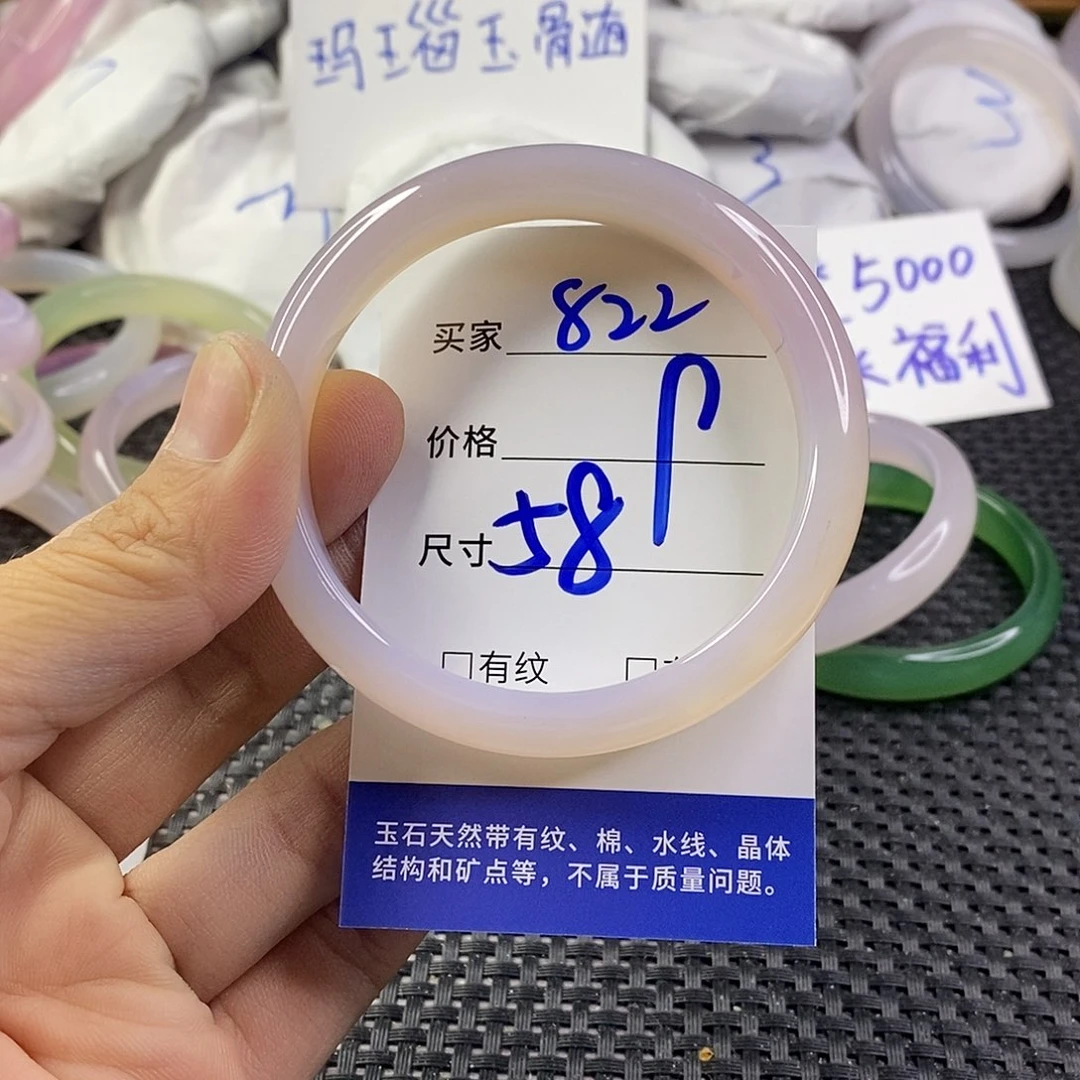 玛瑙玉骨髓
3
5000
福利
买家 822
价格
尺寸 58
□有纹 □
玉石天然带有纹、棉、水线、晶体
结构和矿点等，不属于质量问题。